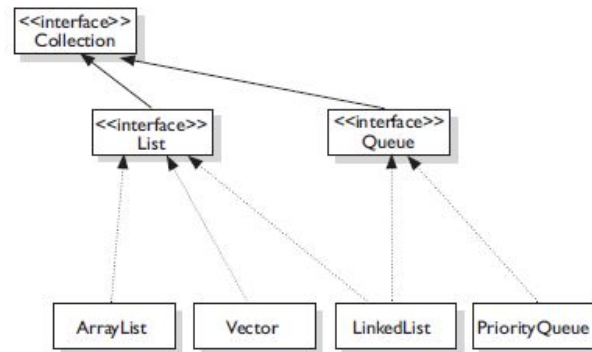 <<interface>>
Collection
<<interface>>
List
<<interface>>
Queue
ArrayList
Vector
LinkedList
PriorityQueue